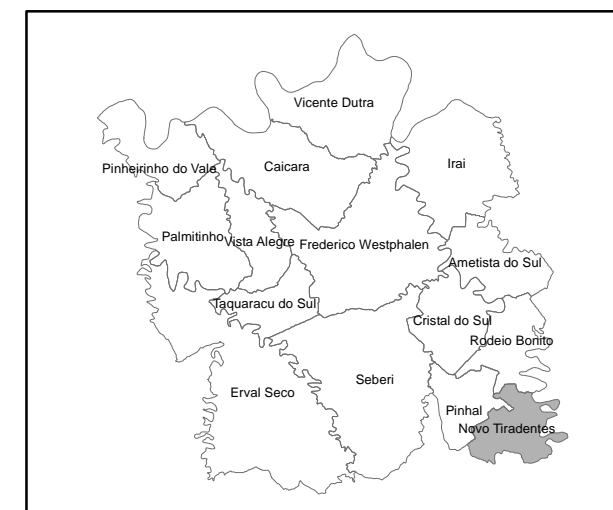 Vicente Dutra
Pinheirinho do Vale
Caicara
Irai
Palmitinho
Vista Alegre
Frederico Westphalen
Ametista do Sul
Taquaracu do Sul
Cristal do Sul
Rodeio Bonito
Erval Seco
Seberi
Pinhal
Novo Tiradentes